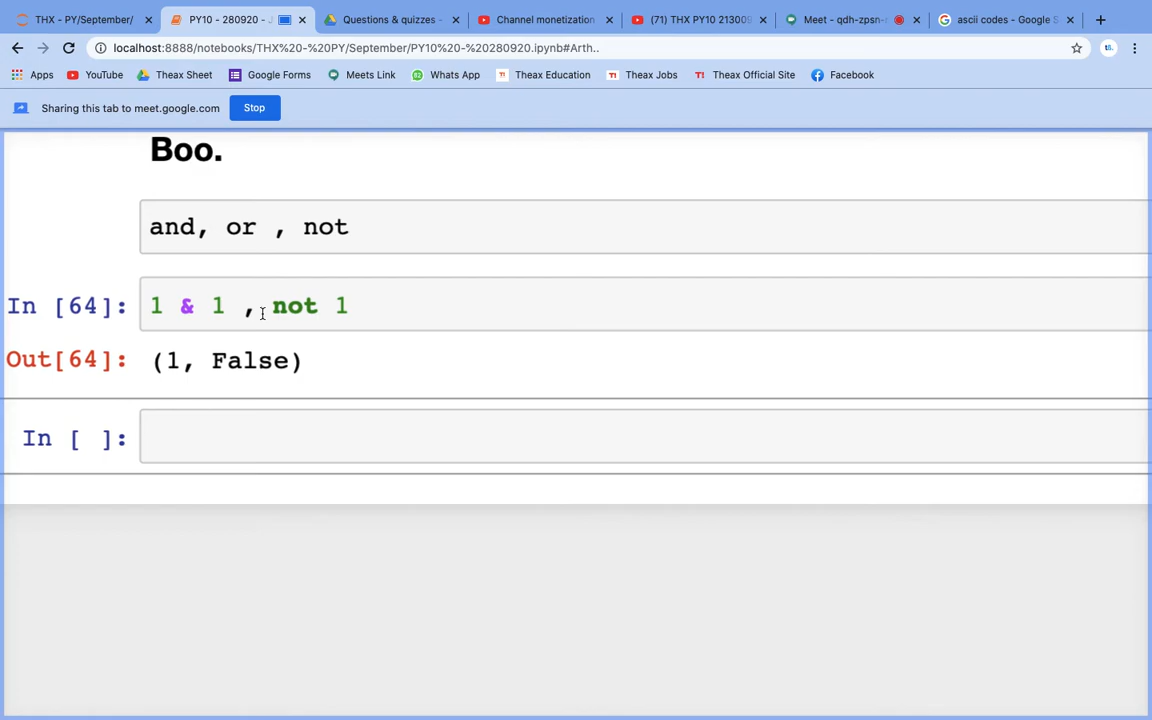 THX - PY/September/
PY10 - 280920 - J
Questions & quizzes -
Channel monetization
(71) THX PY10 213009
Meet - qdh-zpsn-
ascii codes - Google S
localhost:8888/notebooks/THX%20-%20PY/September/PY10%20-%20280920.ipynb#Arth..
Apps
YouTube
Theax Sheet
Google Forms
Meets Link
Whats App
Theax Education
Theax Jobs
Theax Official Site
Facebook
Sharing this tab to meet.google.com
Stop
Boo.
and, or , not
In [64]: 1 & 1 , not 1
Out[64]: (1, False)
In [ ]: